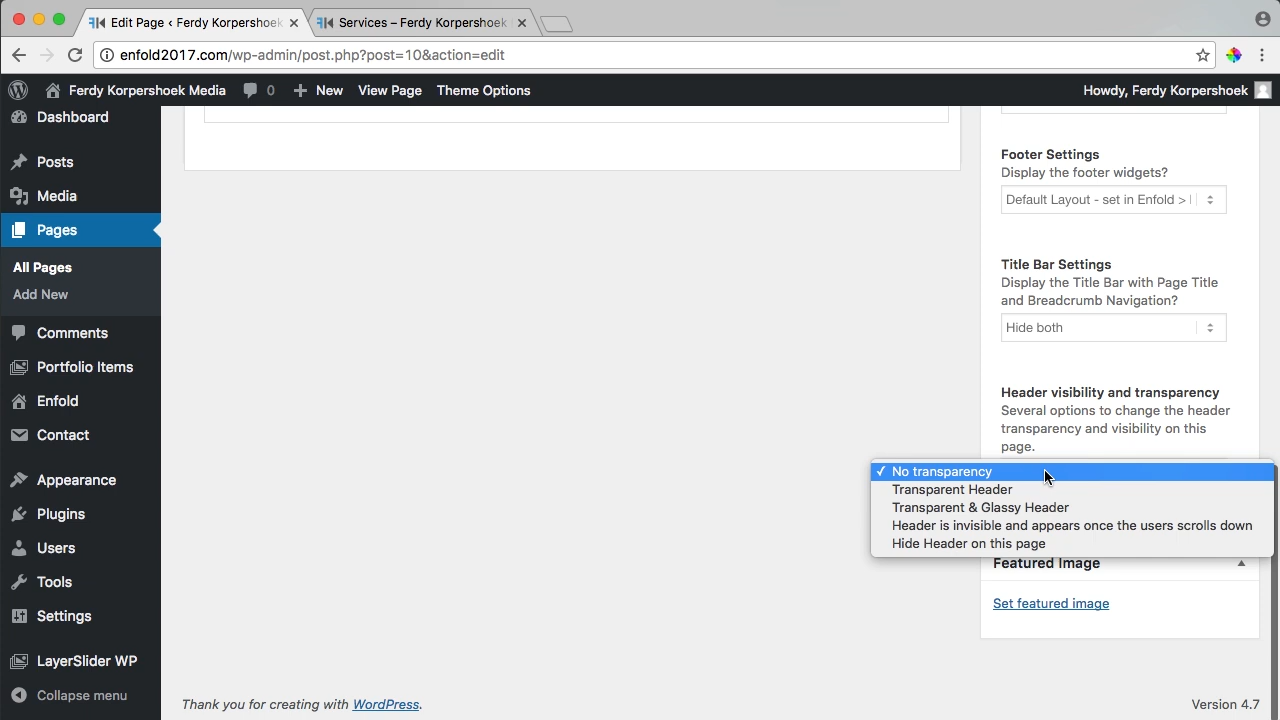 Edit Page ‹ Ferdy Korpershoek
Services – Ferdy Korpershoek
enfold2017.com/wp-admin/post.php?post=10&action=edit
Ferdy Korpershoek Media
0
New
View Page
Theme Options
Howdy, Ferdy Korpershoek
Dashboard
Posts
Media
Pages
All Pages
Add New
Comments
Portfolio Items
Enfold
Contact
Appearance
Plugins
Users
Tools
Settings
LayerSlider WP
Collapse menu
Footer Settings
Display the footer widgets?
Default Layout - set in Enfold >
Title Bar Settings
Display the Title Bar with Page Title
and Breadcrumb Navigation?
Hide both
Header visibility and transparency
Several options to change the header
transparency and visibility on this
page.
✓ No transparency
Transparent Header
Transparent & Glassy Header
Header is invisible and appears once the users scrolls down
Hide Header on this page
Featured Image
Set featured image
Thank you for creating with WordPress.
Version 4.7